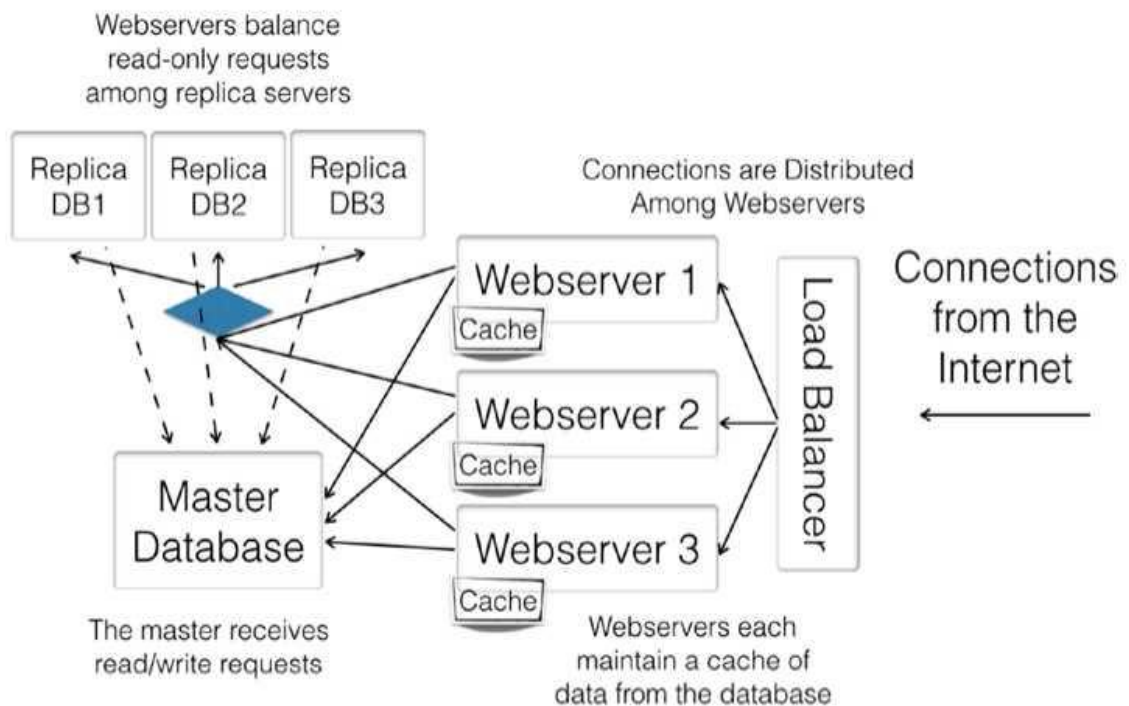 Webservers balance
read-only requests
among replica servers
Replica
DB1
Replica
DB2
Replica
DB3
Connections are Distributed
Among Webservers
Connections
from the
Internet
Load Balancer
Webserver 1
Cache
Webserver 2
Cache
Webserver 3
Cache
Master
Database
The master receives
read/write requests
Webservers each
maintain a cache of
data from the database